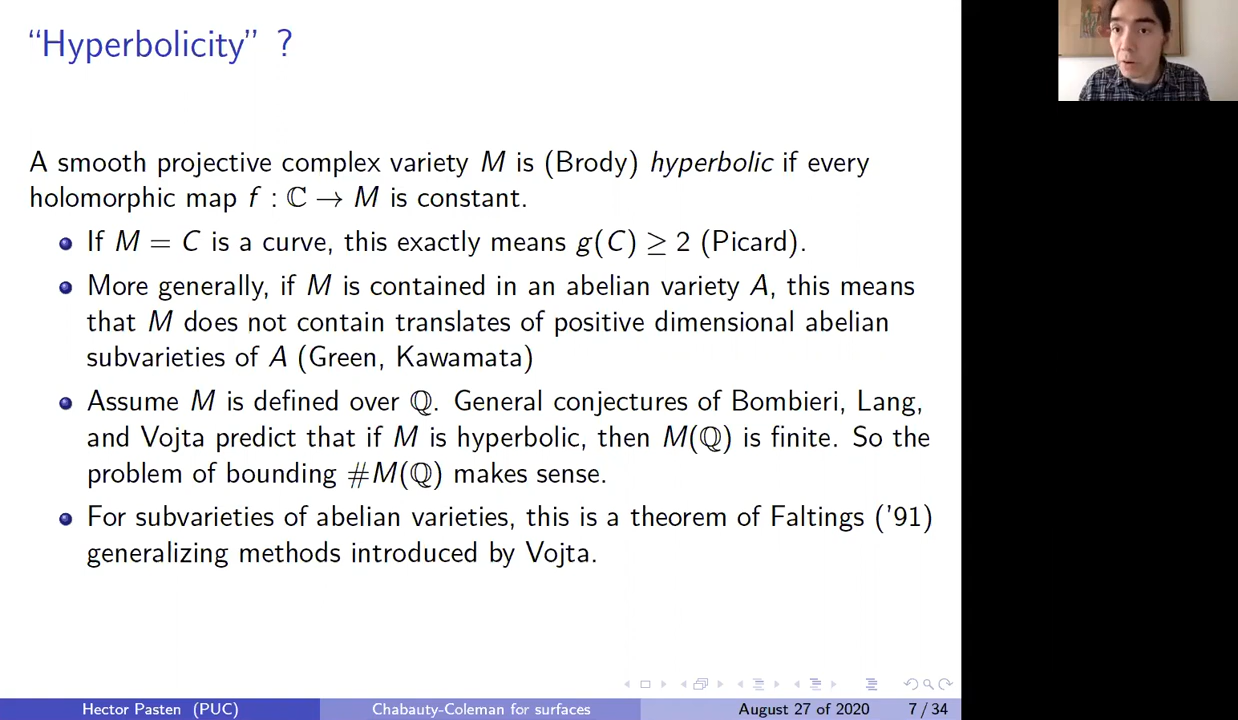 “Hyperbolicity” ?
A smooth projective complex variety M is (Brody) hyperbolic if every
holomorphic map f : ℂ → M is constant.
If M = C is a curve, this exactly means g(C) ≥ 2 (Picard).
More generally, if M is contained in an abelian variety A, this means
that M does not contain translates of positive dimensional abelian
subvarieties of A (Green, Kawamata)
Assume M is defined over ℚ. General conjectures of Bombieri, Lang,
and Vojta predict that if M is hyperbolic, then M(ℚ) is finite. So the
problem of bounding #M(ℚ) makes sense.
For subvarieties of abelian varieties, this is a theorem of Faltings (’91)
generalizing methods introduced by Vojta.
Hector Pasten (PUC) Chabauty-Coleman for surfaces August 27 of 2020 7 / 34